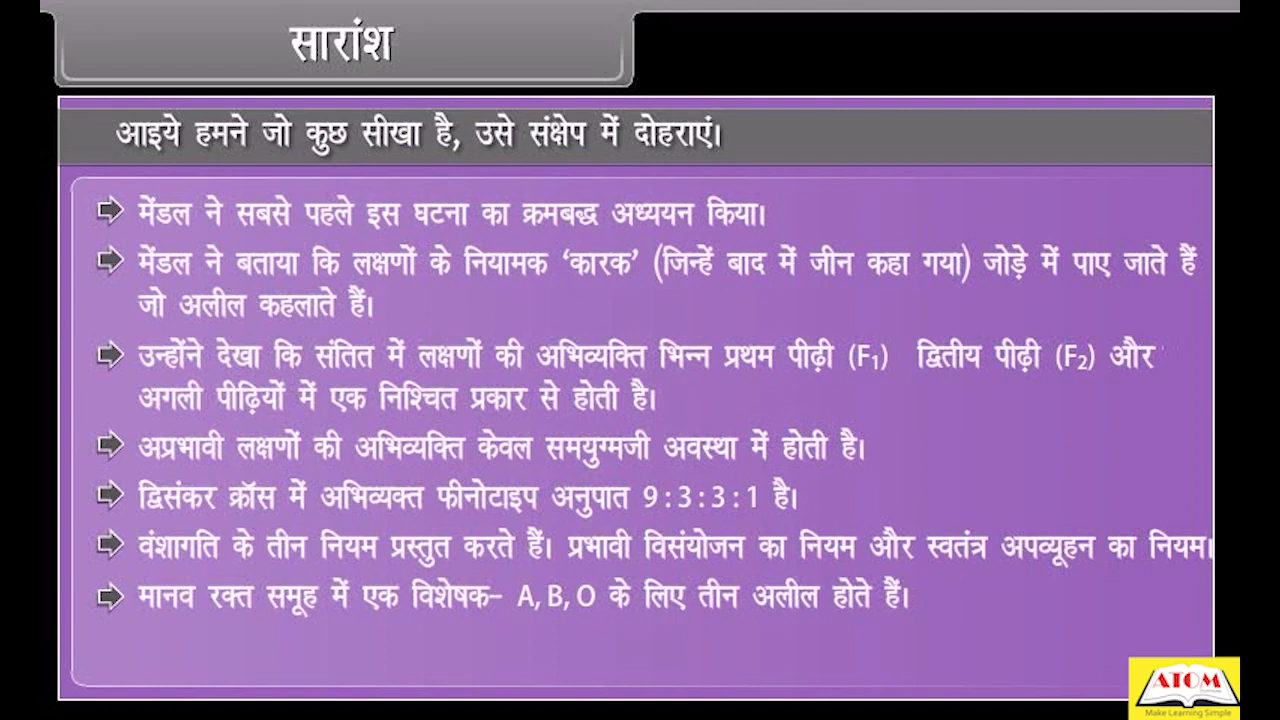 सारांश
आइये हमने जो कुछ सीखा है, उसे संक्षेप में दोहराएं।
मेंडल ने सबसे पहले इस घटना का क्रमबद्ध अध्ययन किया।
मेंडल ने बताया कि लक्षणों के नियामक ‘कारक’ (जिन्हें बाद में जीन कहा गया) जोड़े में पाए जाते हैं
जो अलील कहलाते हैं।
उन्होंने देखा कि संतित में लक्षणों की अभिव्यक्ति भिन्न प्रथम पीढ़ी (F₁) द्वितीय पीढ़ी (F₂) और
अगली पीढ़ियों में एक निश्चित प्रकार से होती है।
अप्रभावी लक्षणों की अभिव्यक्ति केवल समयुग्मजी अवस्था में होती है।
द्विसंकर क्रॉस में अभिव्यक्त फीनोटाइप अनुपात 9:3:3:1 है।
वंशागति के तीन नियम प्रस्तुत करते हैं। प्रभावी विसंयोजन का नियम और स्वतंत्र अपव्यूहन का नियम।
मानव रक्त समूह में एक विशेषक– A, B, O के लिए तीन अलील होते हैं।
ATOM
Make Learning Simple